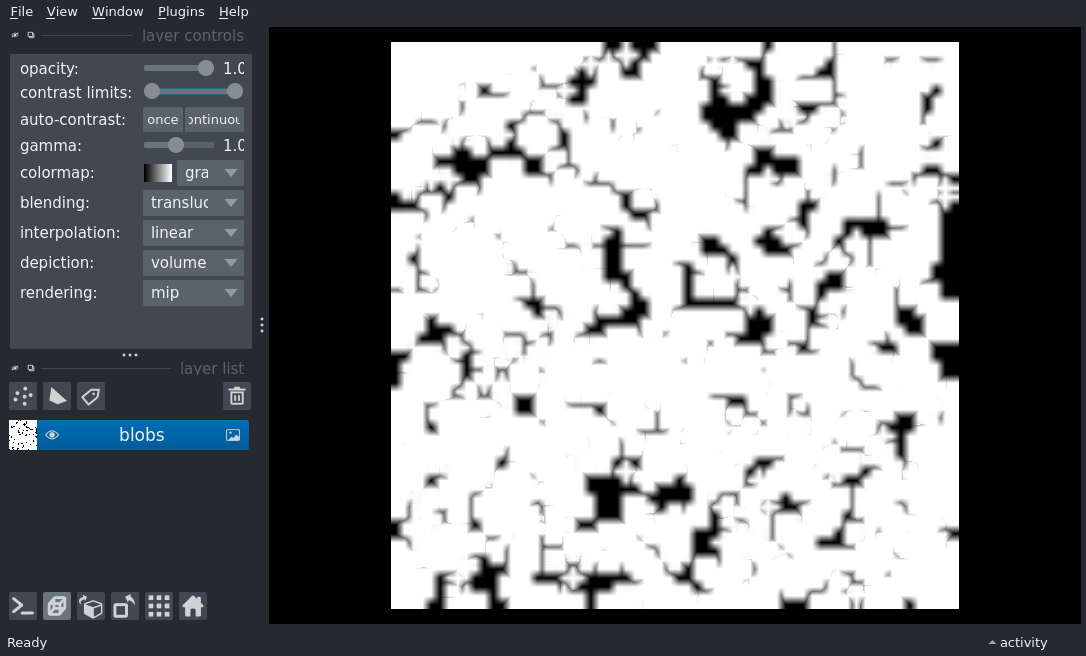 File View Window Plugins Help
layer controls
opacity: 1.0
contrast limits:
auto-contrast: once ontinuou
gamma: 1.0
colormap: gra
blending: transluc
interpolation: linear
depiction: volume
rendering: mip
layer list
blobs
Ready activity